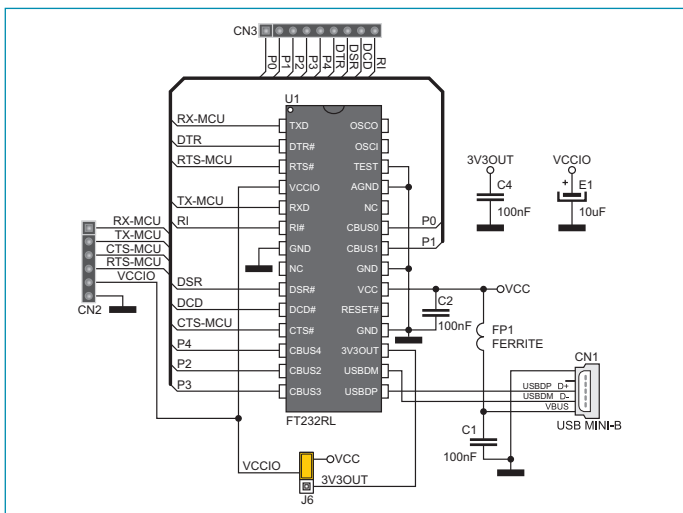 CN3
P0
P1
P2
P3
P4
DTR
DSR
DCD
RI
U1
RX-MCU
TXD
OSCO
DTR
DTR#
OSCI
RTS-MCU
RTS#
TEST
VCCIO
AGND
TX-MCU
RXD
NC
RI
RI#
CBUS0
P0
GND
CBUS1
P1
NC
GND
DSR
DSR#
VCC
VCC
DCD
DCD#
RESET#
CTS-MCU
CTS#
GND
P4
CBUS4
3V3OUT
P2
CBUS2
USBDM
P3
CBUS3
USBDP
FT232RL
RX-MCU
TX-MCU
CTS-MCU
RTS-MCU
VCCIO
CN2
3V3OUT
C4
100nF
VCCIO
+
E1
10uF
C2
100nF
FP1
FERRITE
CN1
USBDP D+
USBDM D-
VBUS
USB MINI-B
C1
100nF
VCCIO
VCC
3V3OUT
J6